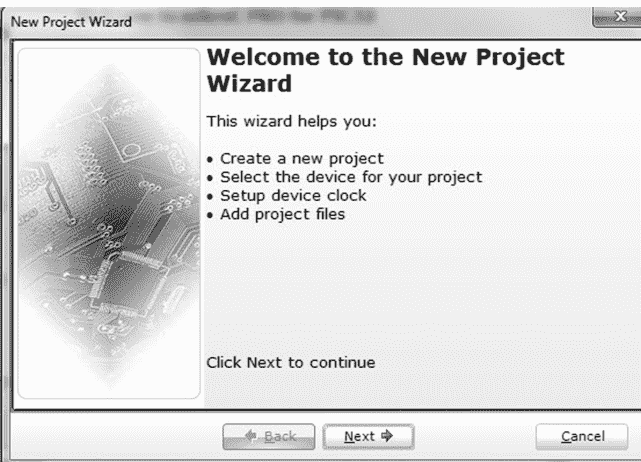 New Project Wizard
Welcome to the New Project
Wizard
This wizard helps you:
• Create a new project
• Select the device for your project
• Setup device clock
• Add project files
Click Next to continue
Back
Next
Cancel